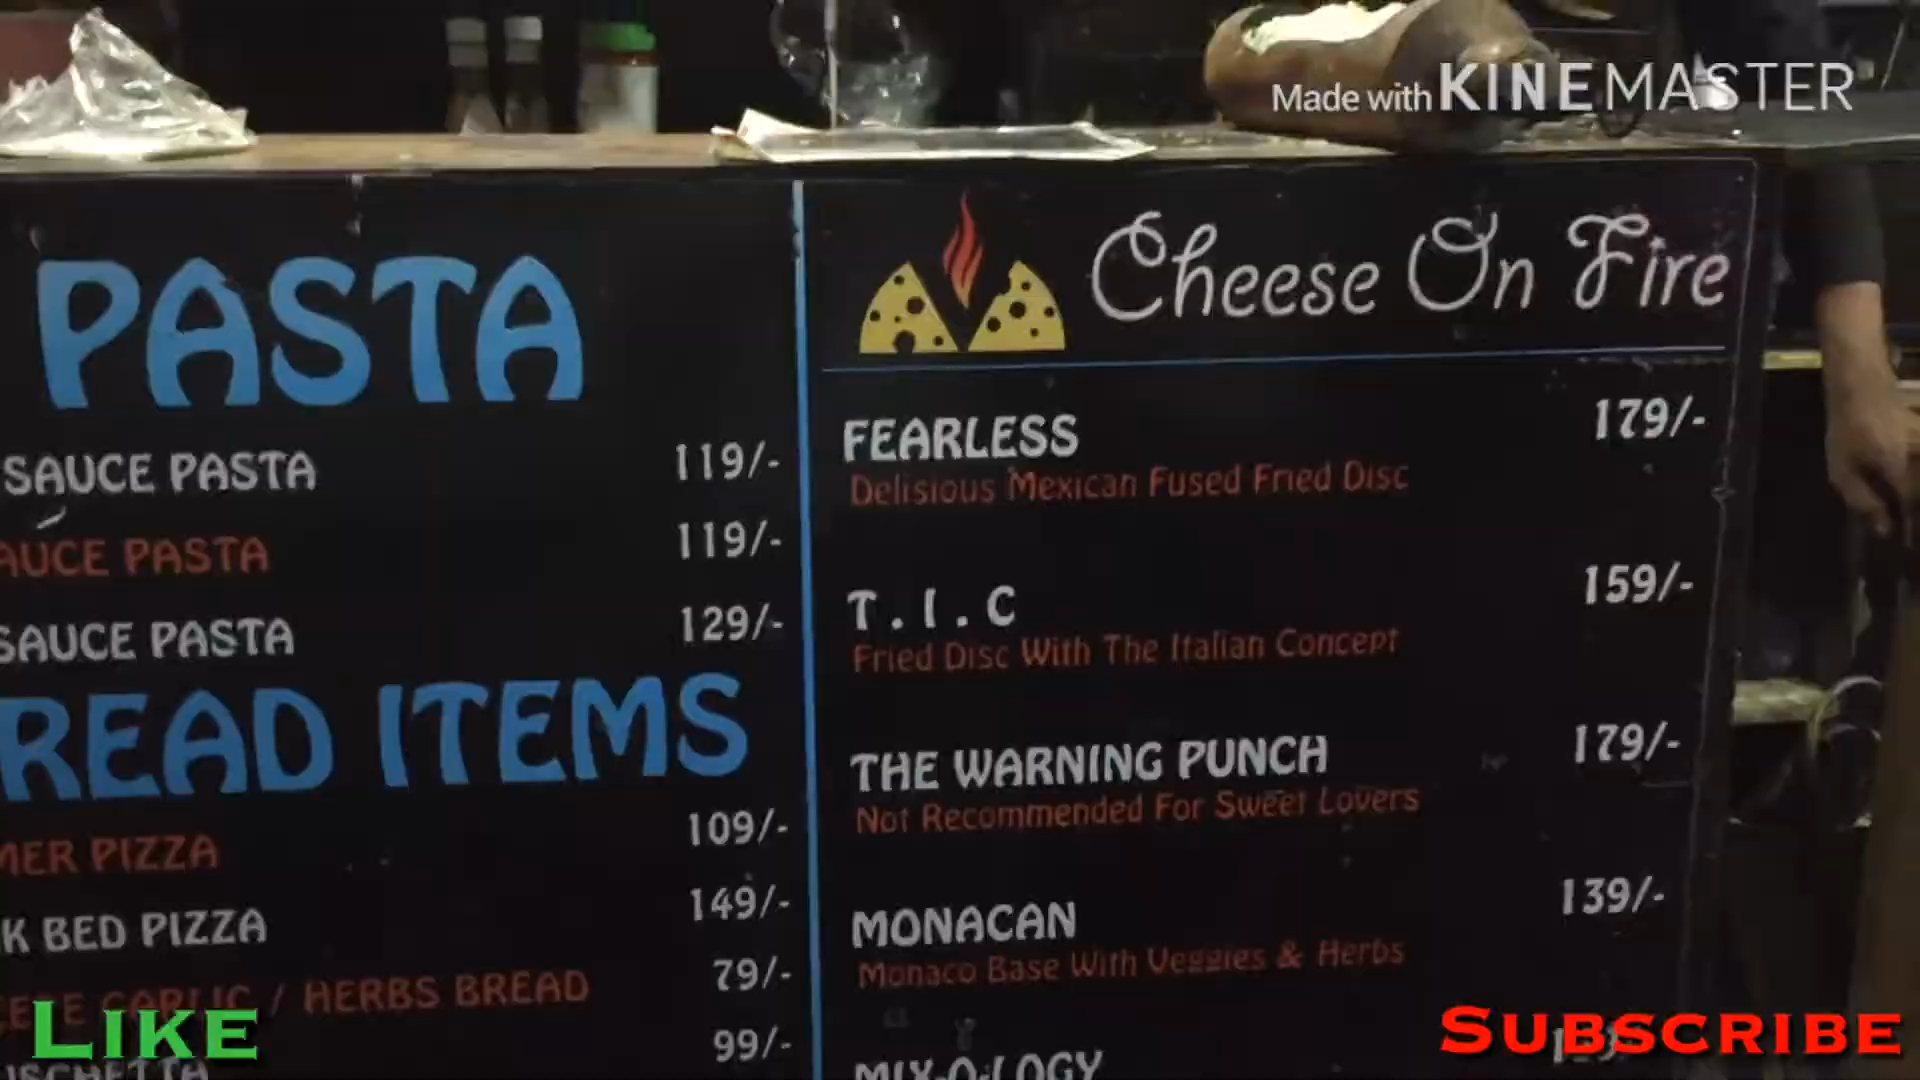 Made with KINEMASTER
PASTA
SAUCE PASTA 119/-
AUCE PASTA 119/-
SAUCE PASTA 129/-
READ ITEMS
MER PIZZA 109/-
K BED PIZZA 149/-
/ HERBS BREAD 79/-
99/-
Cheese On Fire
FEARLESS 179/-
Delisious Mexican Fused Fried Disc
T.I.C 159/-
Fried Disc With The Italian Concept
THE WARNING PUNCH 179/-
Not Recommended For Sweet Lovers
MONACAN 139/-
Monaco Base With Veggies & Herbs
MIX-O-LOGY
LIKE
SUBSCRIBE